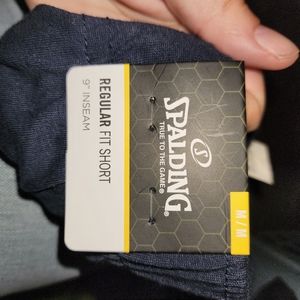 SPALDING
TRUE TO THE GAME®
REGULAR FIT SHORT
9" INSEAM
M / M